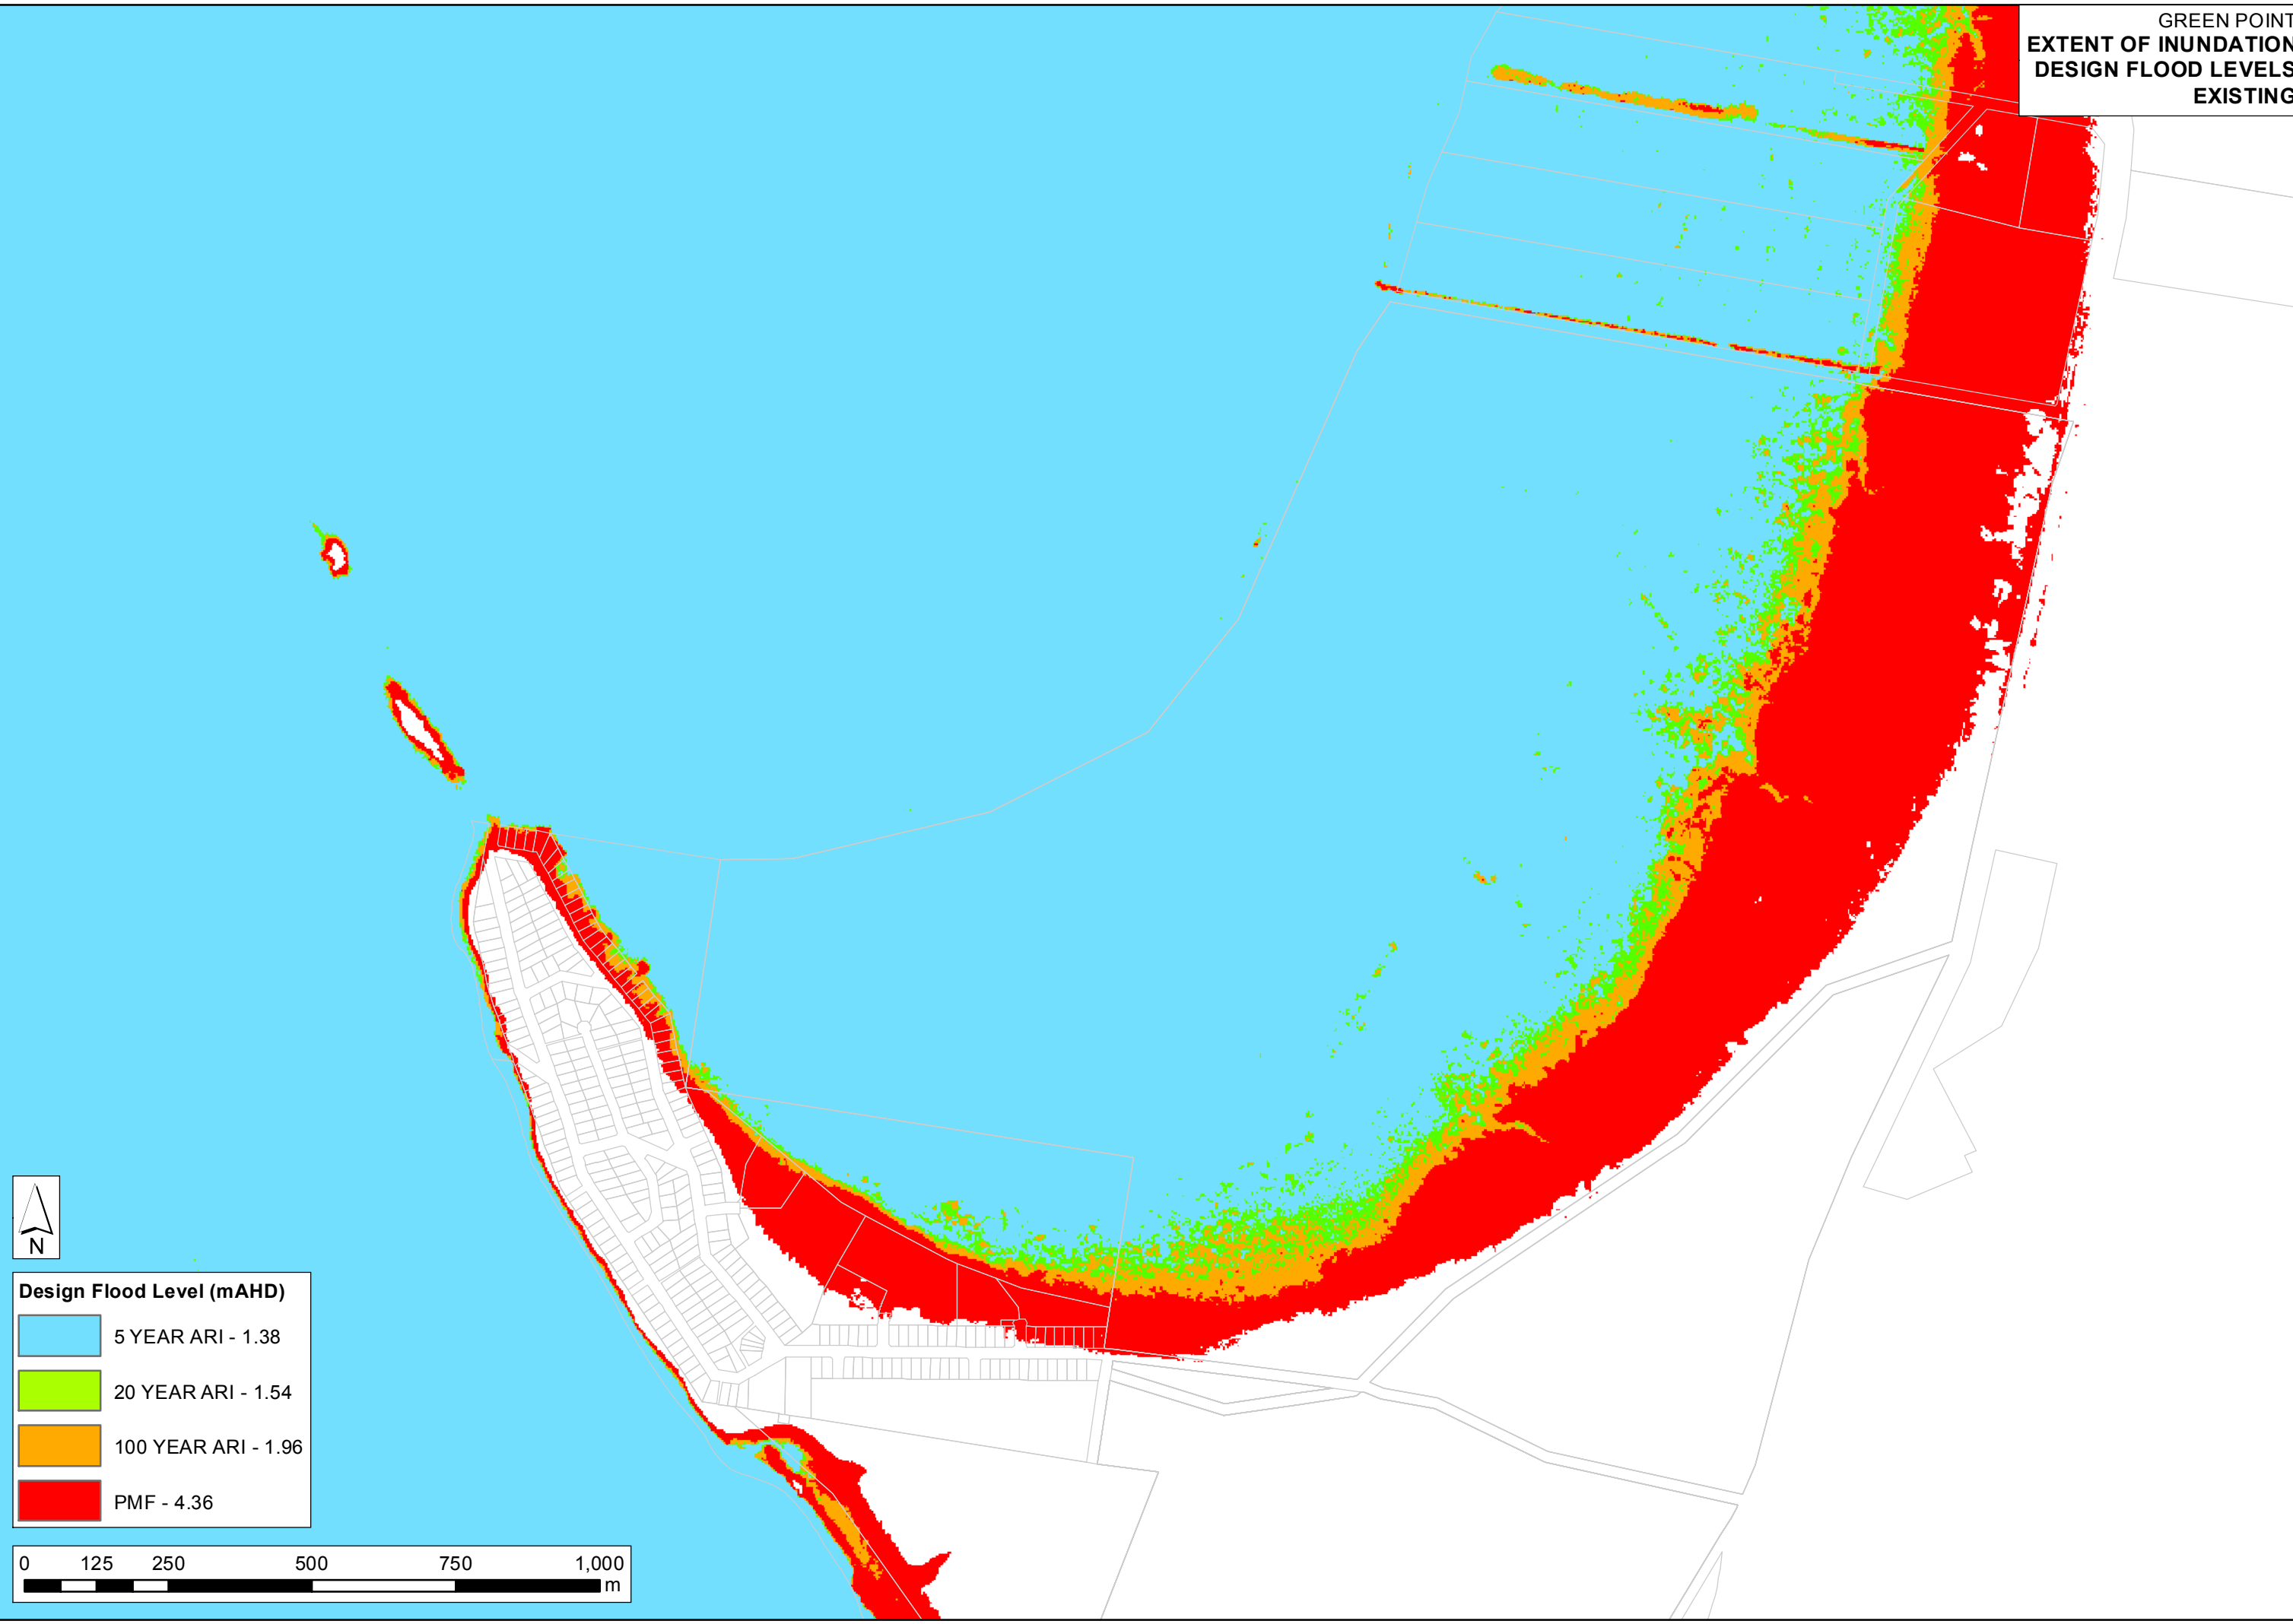 GREEN POINT
EXTENT OF INUNDATION
DESIGN FLOOD LEVELS
EXISTING
N
Design Flood Level (mAHD)
5 YEAR ARI - 1.38
20 YEAR ARI - 1.54
100 YEAR ARI - 1.96
PMF - 4.36
0 125 250 500 750 1,000
m